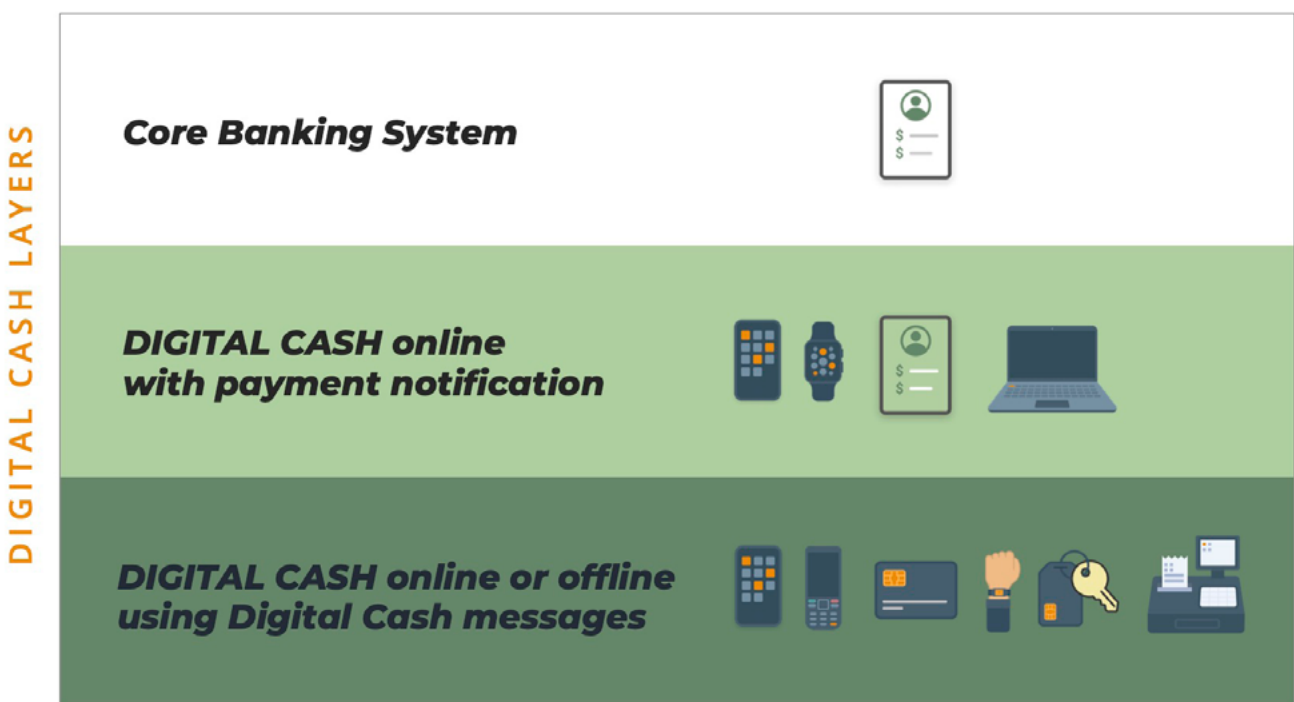 DIGITAL CASH LAYERS
Core Banking System
$
$
DIGITAL CASH online
with payment notification
$
$
DIGITAL CASH online or offline
using Digital Cash messages